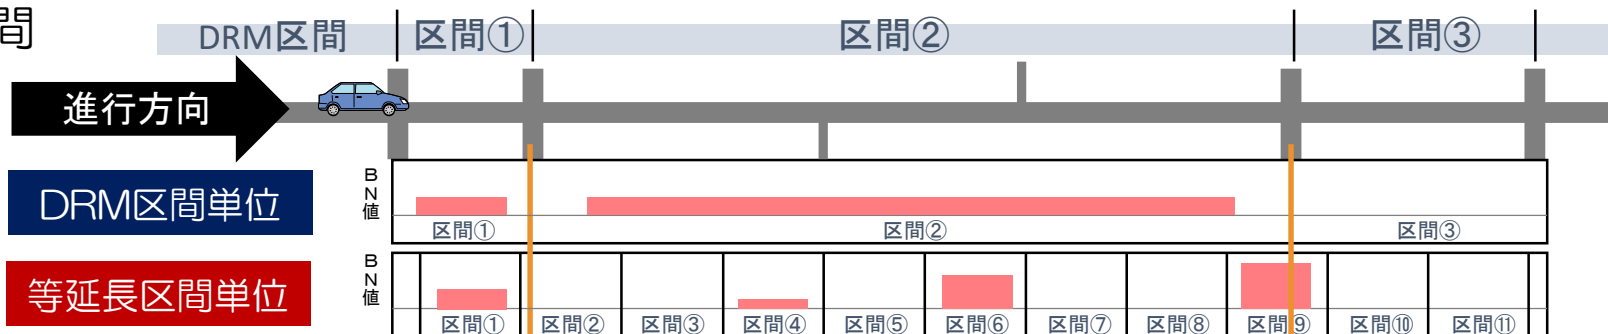 間
DRM区間 区間① 区間② 区間③
進行方向
DRM区間単位
BN値
区間① 区間② 区間③
等延長区間単位
BN値
区間① 区間② 区間③ 区間④ 区間⑤ 区間⑥ 区間⑦ 区間⑧ 区間⑨ 区間⑩ 区間⑪